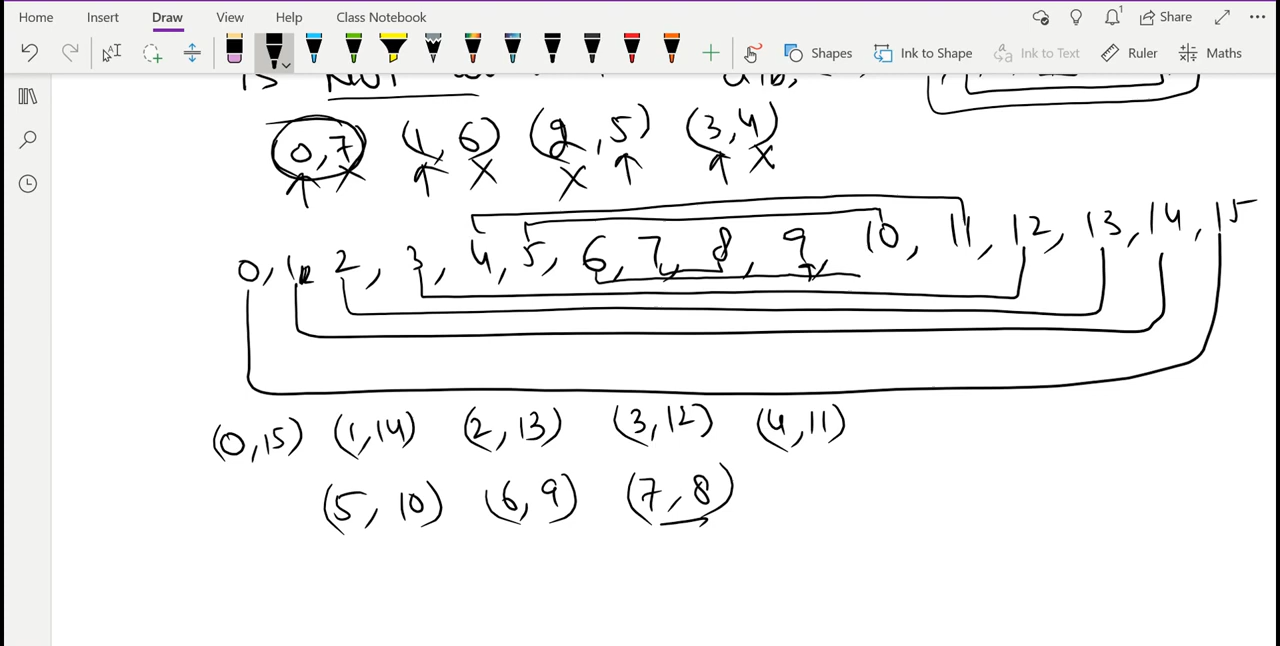 Home Insert Draw View Help Class Notebook 1 Share
Shapes Ink to Shape Ink to Text Ruler Maths
is NOT
(0,7) (1,6) (2,5) (3,4)
0, 1, 2, 3, 4, 5, 6, 7, 8, 9, 10, 11, 12, 13, 14, 15
(0,15) (1,14) (2,13) (3,12) (4,11)
(5,10) (6,9) (7,8)